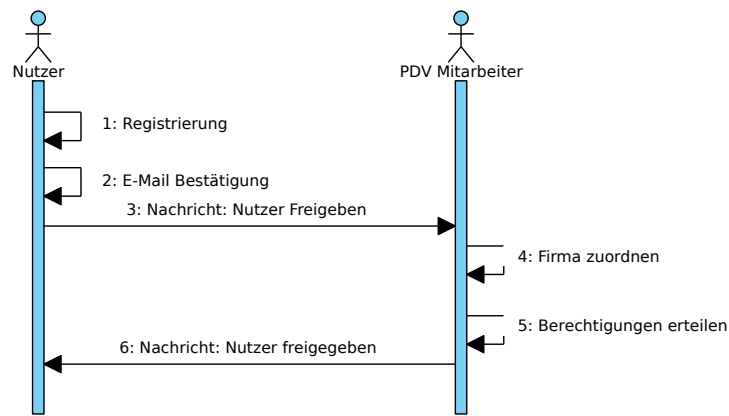 Nutzer
PDV Mitarbeiter
1: Registrierung
2: E-Mail Bestätigung
3: Nachricht: Nutzer Freigeben
4: Firma zuordnen
5: Berechtigungen erteilen
6: Nachricht: Nutzer freigegeben